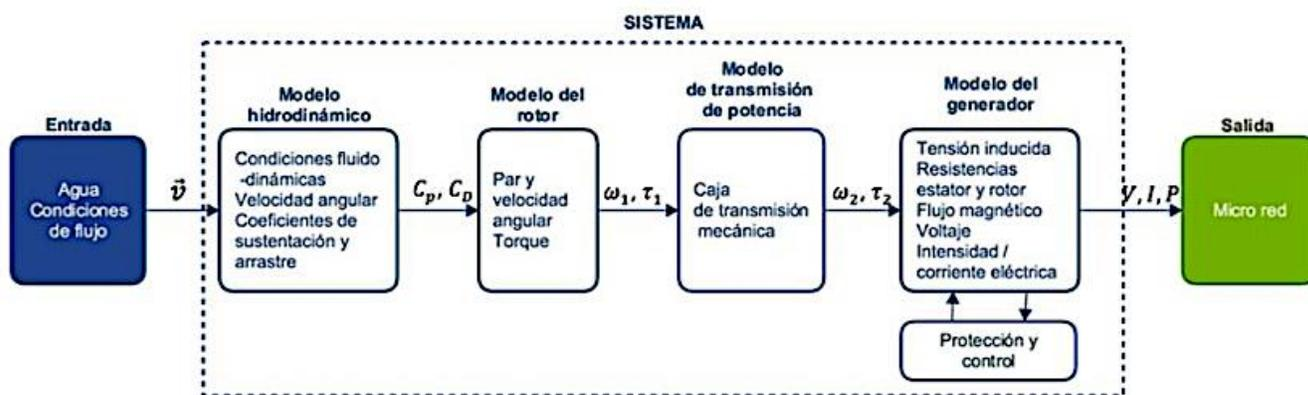 SISTEMA
Entrada
Agua
Condiciones
de flujo
v⃗
Modelo
hidrodinámico
Condiciones fluido
-dinámicas
Velocidad angular
Coeficientes de
sustentación y
arrastre
C_p, C_D
Modelo del
rotor
Par y
velocidad
angular
Torque
ω₁, τ₁
Modelo
de transmisión
de potencia
Caja
de transmisión
mecánica
ω₂, τ₂
Modelo del
generador
Tensión inducida
Resistencias
estator y rotor
Flujo magnético
Voltaje
Intensidad /
corriente eléctrica
Protección y
control
V, I, P
Salida
Micro red